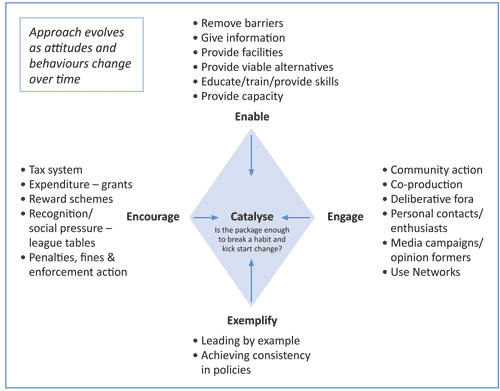 Approach evolves
as attitudes and
behaviours change
over time
• Remove barriers
• Give information
• Provide facilities
• Provide viable alternatives
• Educate/train/provide skills
• Provide capacity
Enable
• Tax system
• Expenditure – grants
• Reward schemes
• Recognition/
social pressure –
league tables
• Penalties, fines &
enforcement action
Encourage
Catalyse
Is the package enough
to break a habit and
kick start change?
Engage
• Community action
• Co-production
• Deliberative fora
• Personal contacts/
enthusiasts
• Media campaigns/
opinion formers
• Use Networks
Exemplify
• Leading by example
• Achieving consistency
in policies